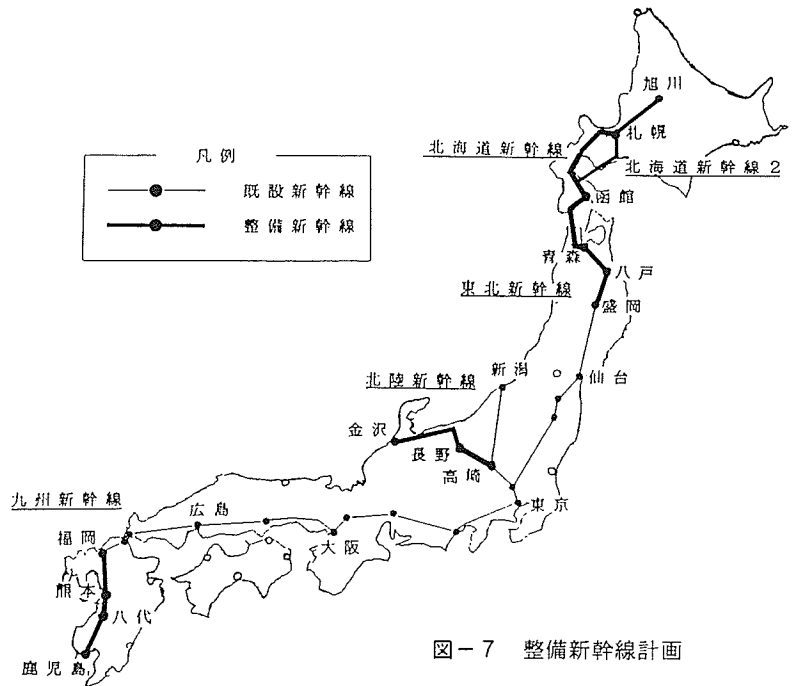 旭川
札幌
北海道新幹線
北海道新幹線2
函館
凡例
既設新幹線
整備新幹線
青森
八戸
東北新幹線
盛岡
新潟
仙台
北陸新幹線
金沢
長野
高崎
九州新幹線
広島
東京
福岡
大阪
熊本
八代
鹿児島
図-7 整備新幹線計画